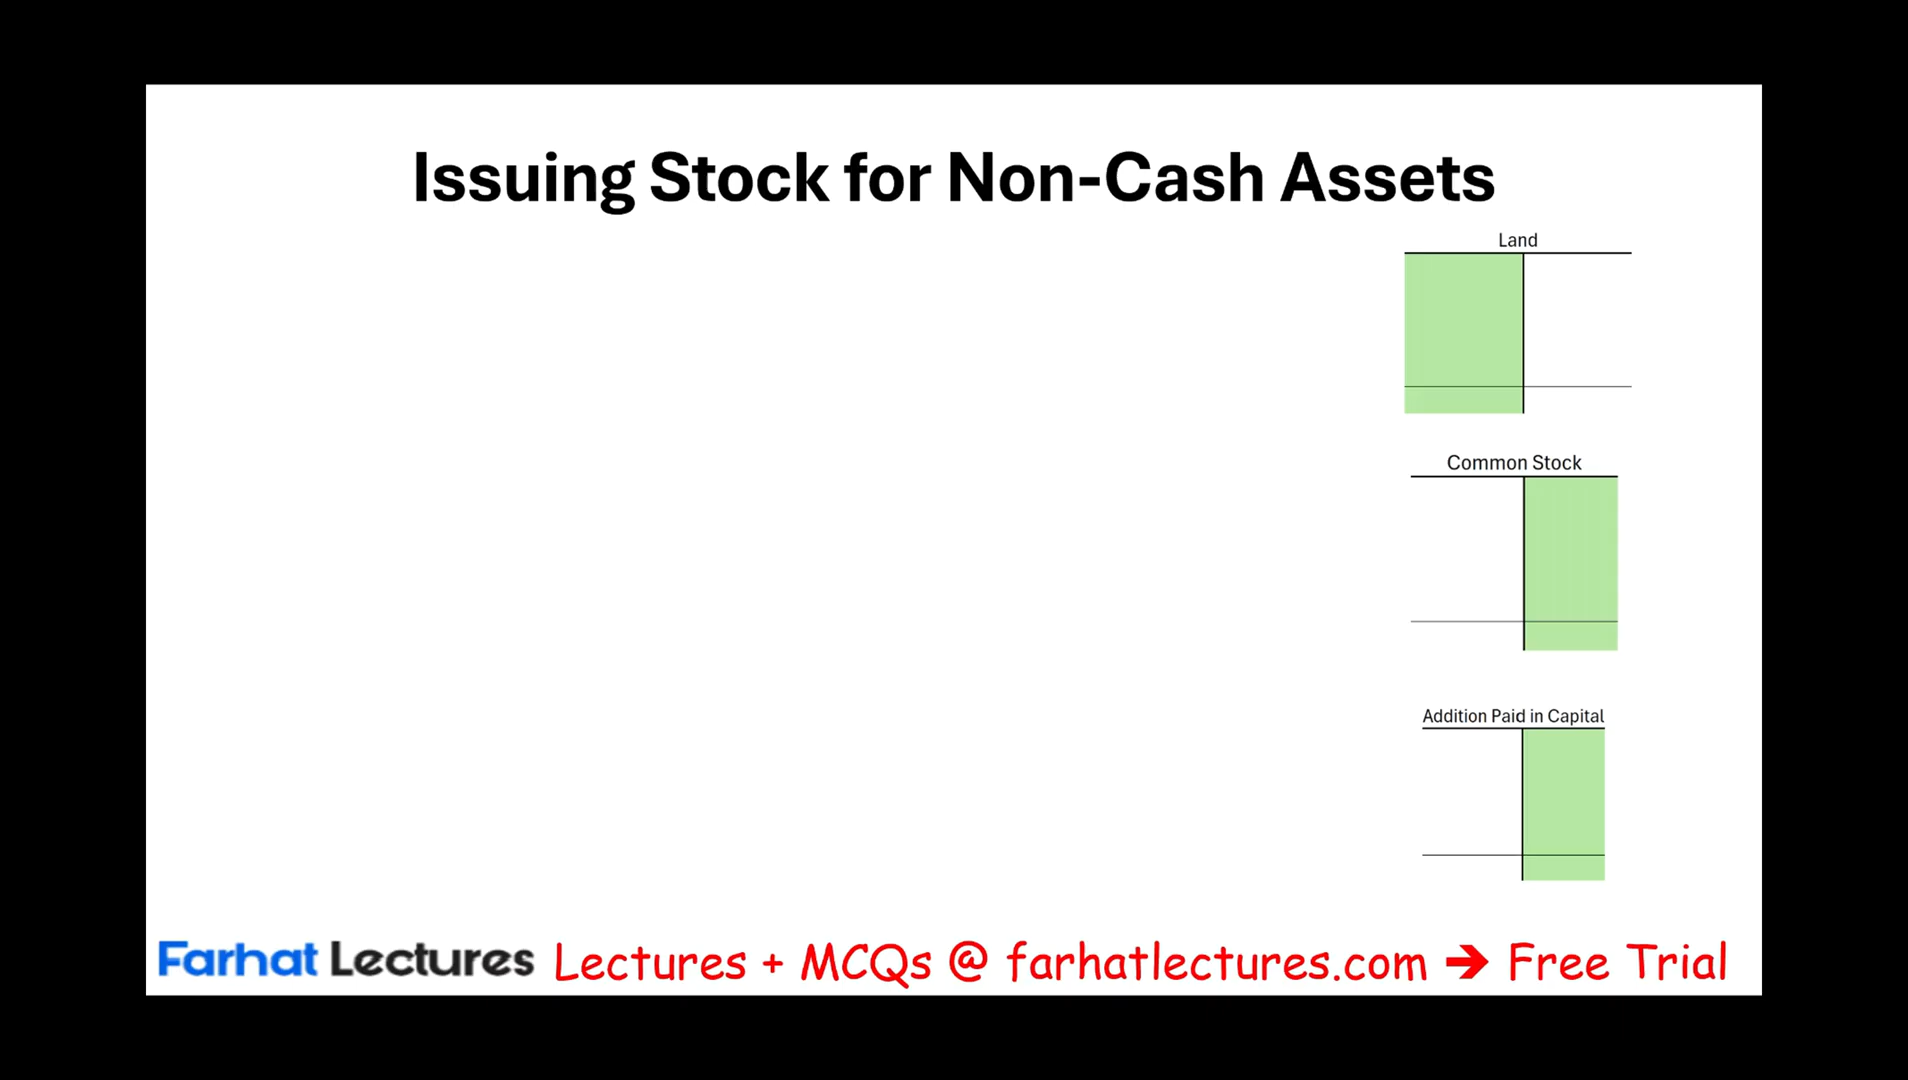 Issuing Stock for Non-Cash Assets
Land
Common Stock
Addition Paid in Capital
Farhat Lectures Lectures + MCQs @ farhatlectures.com ➔ Free Trial